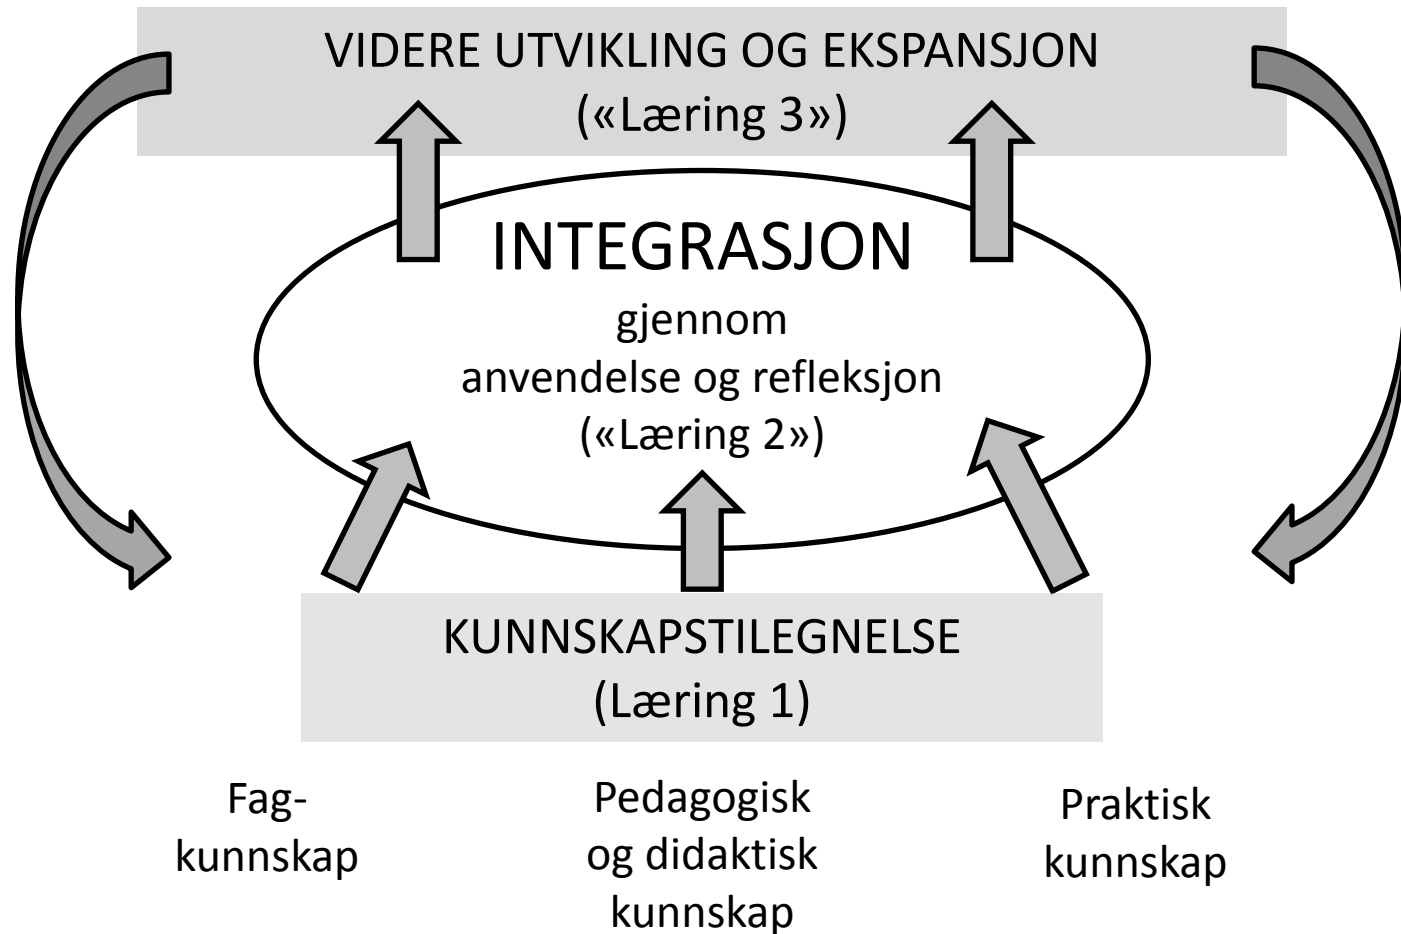 VIDERE UTVIKLING OG EKSPANSJON
(«Læring 3»)
INTEGRASJON
gjennom
anvendelse og refleksjon
(«Læring 2»)
KUNNSKAPSTILEGNELSE
(Læring 1)
Fag-
kunnskap
Pedagogisk
og didaktisk
kunnskap
Praktisk
kunnskap